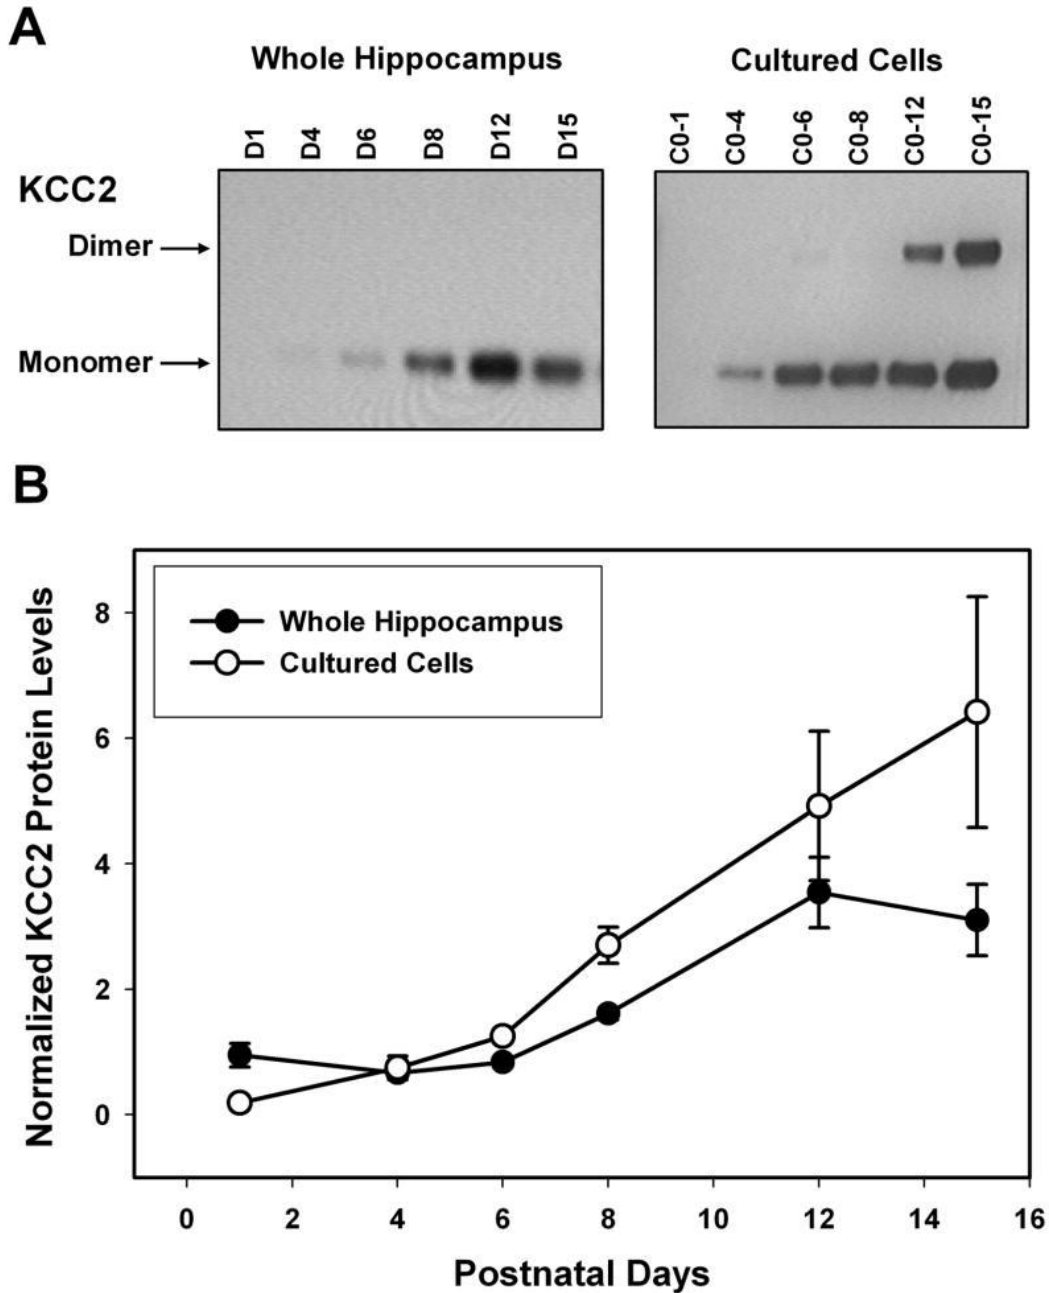 A
Whole Hippocampus
Cultured Cells
D1 D4 D6 D8 D12 D15
C0-1 C0-4 C0-6 C0-8 C0-12 C0-15
KCC2
Dimer
Monomer
B
Whole Hippocampus
Cultured Cells
Normalized KCC2 Protein Levels
8
6
4
2
0
0 2 4 6 8 10 12 14 16
Postnatal Days